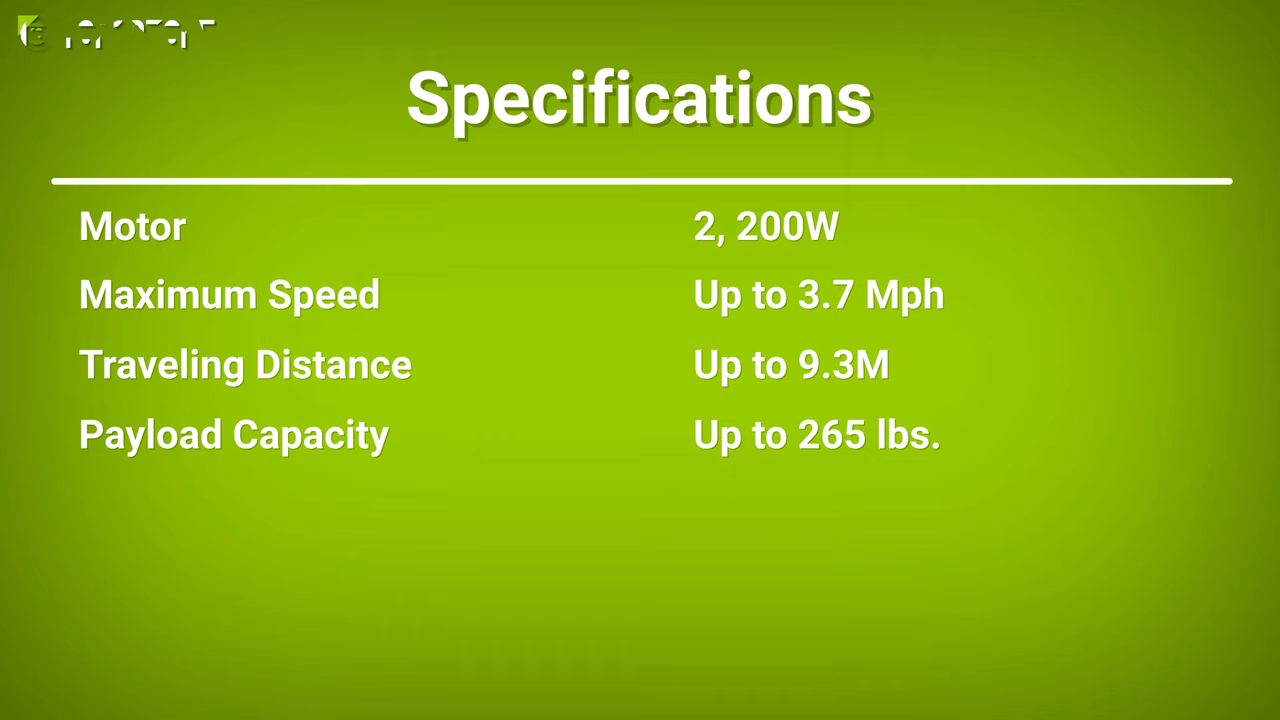 Specifications
Motor 2, 200W
Maximum Speed Up to 3.7 Mph
Traveling Distance Up to 9.3M
Payload Capacity Up to 265 lbs.